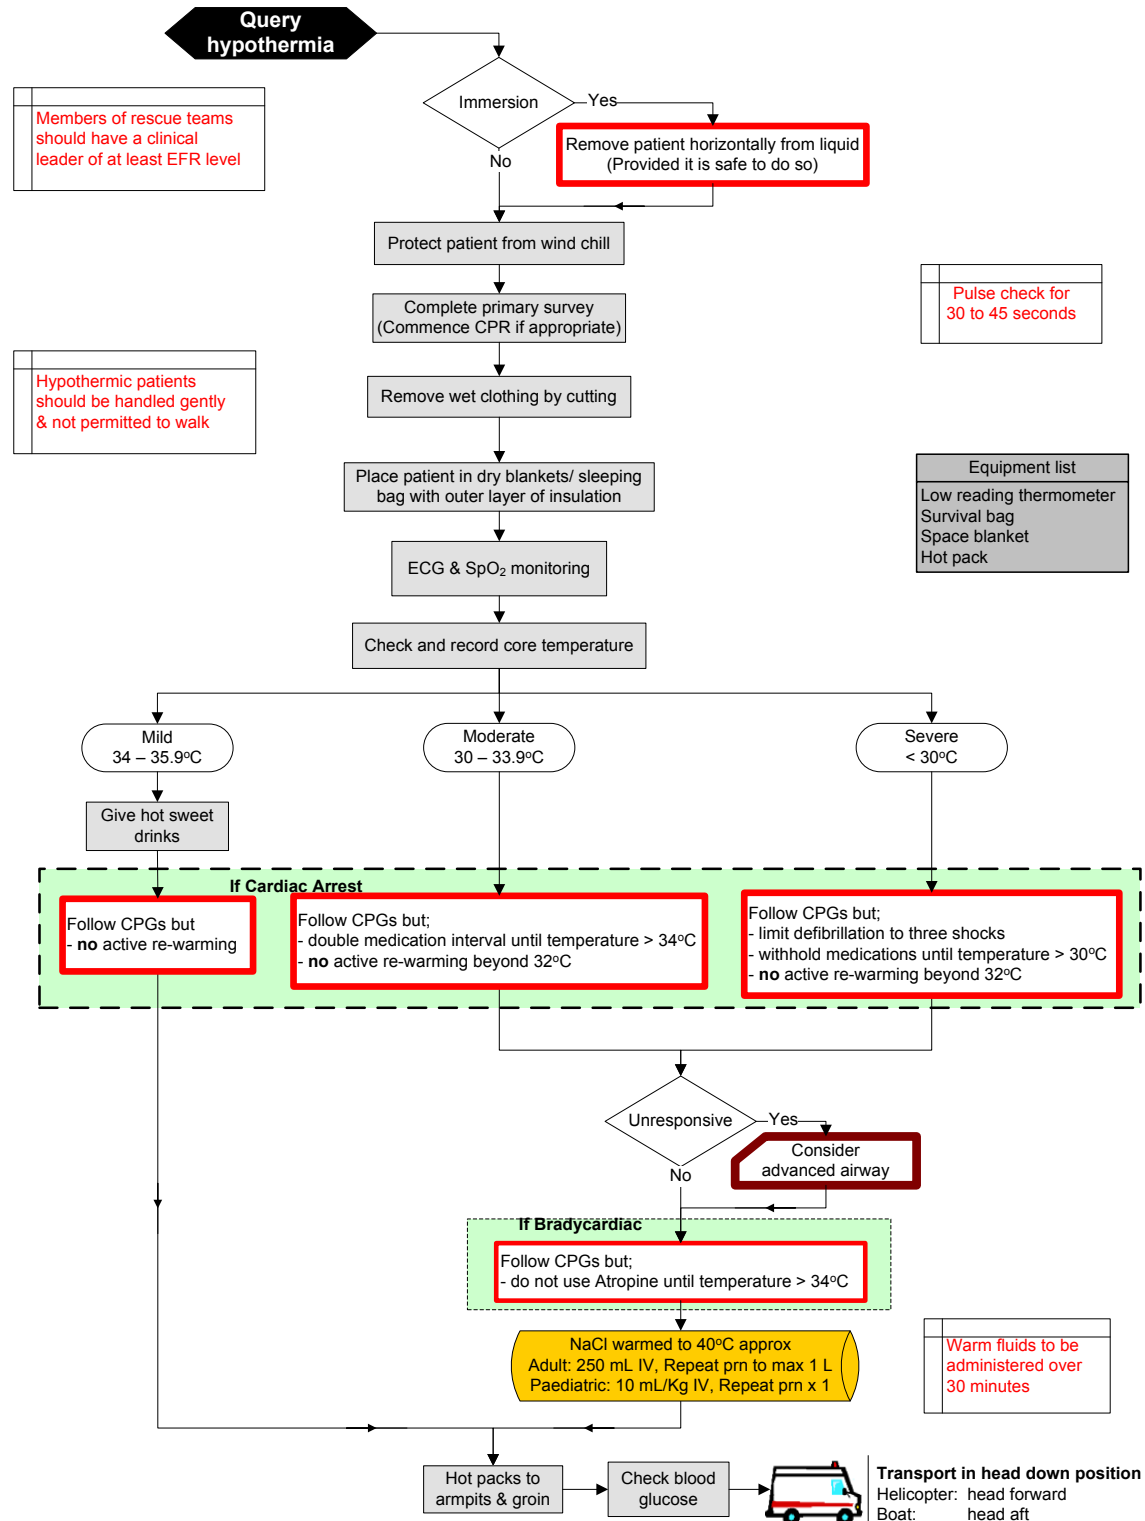 Query
hypothermia
Immersion
Yes
No
Members of rescue teams
should have a clinical
leader of at least EFR level
Remove patient horizontally from liquid
(Provided it is safe to do so)
Protect patient from wind chill
Pulse check for
30 to 45 seconds
Complete primary survey
(Commence CPR if appropriate)
Hypothermic patients
should be handled gently
& not permitted to walk
Remove wet clothing by cutting
Place patient in dry blankets/ sleeping
bag with outer layer of insulation
Equipment list
Low reading thermometer
Survival bag
Space blanket
Hot pack
ECG & SpO₂ monitoring
Check and record core temperature
Mild
34 – 35.9ºC
Moderate
30 – 33.9ºC
Severe
< 30ºC
Give hot sweet
drinks
If Cardiac Arrest
Follow CPGs but
- no active re-warming
Follow CPGs but;
- double medication interval until temperature > 34ºC
- no active re-warming beyond 32ºC
Follow CPGs but;
- limit defibrillation to three shocks
- withhold medications until temperature > 30ºC
- no active re-warming beyond 32ºC
Unresponsive
Yes
No
Consider
advanced airway
If Bradycardiac
Follow CPGs but;
- do not use Atropine until temperature > 34ºC
NaCl warmed to 40ºC approx
Adult: 250 mL IV, Repeat prn to max 1 L
Paediatric: 10 mL/Kg IV, Repeat prn x 1
Warm fluids to be
administered over
30 minutes
Hot packs to
armpits & groin
Check blood
glucose
Transport in head down position
Helicopter: head forward
Boat: head aft